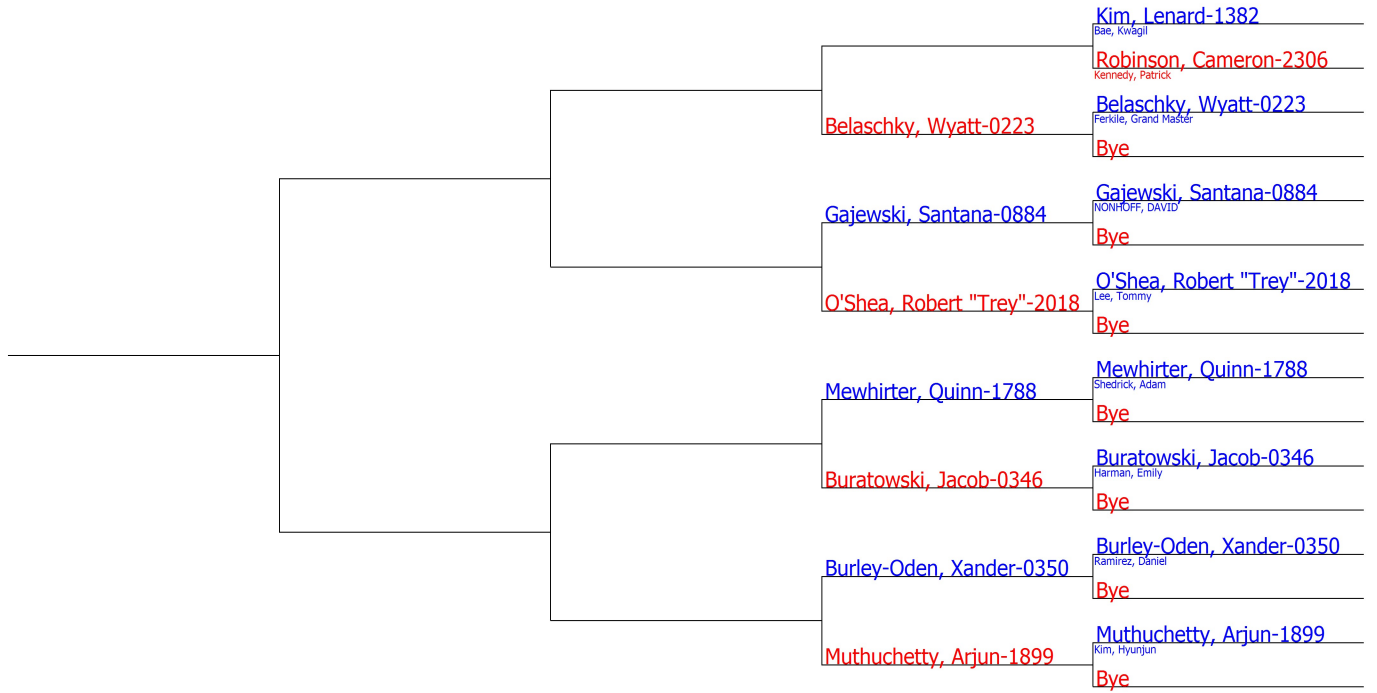 Kim, Lenard-1382
Bae, Kwagil
Robinson, Cameron-2306
Kennedy, Patrick
Belaschky, Wyatt-0223
Ferkile, Grand Master
Belaschky, Wyatt-0223
Bye
Gajewski, Santana-0884
NONHOFF, DAVID
Gajewski, Santana-0884
Bye
O'Shea, Robert "Trey"-2018
Lee, Tommy
O'Shea, Robert "Trey"-2018
Bye
Mewhirter, Quinn-1788
Shedrick, Adam
Mewhirter, Quinn-1788
Bye
Buratowski, Jacob-0346
Harman, Emily
Buratowski, Jacob-0346
Bye
Burley-Oden, Xander-0350
Ramirez, Daniel
Burley-Oden, Xander-0350
Bye
Muthuchetty, Arjun-1899
Kim, Hyunjun
Muthuchetty, Arjun-1899
Bye